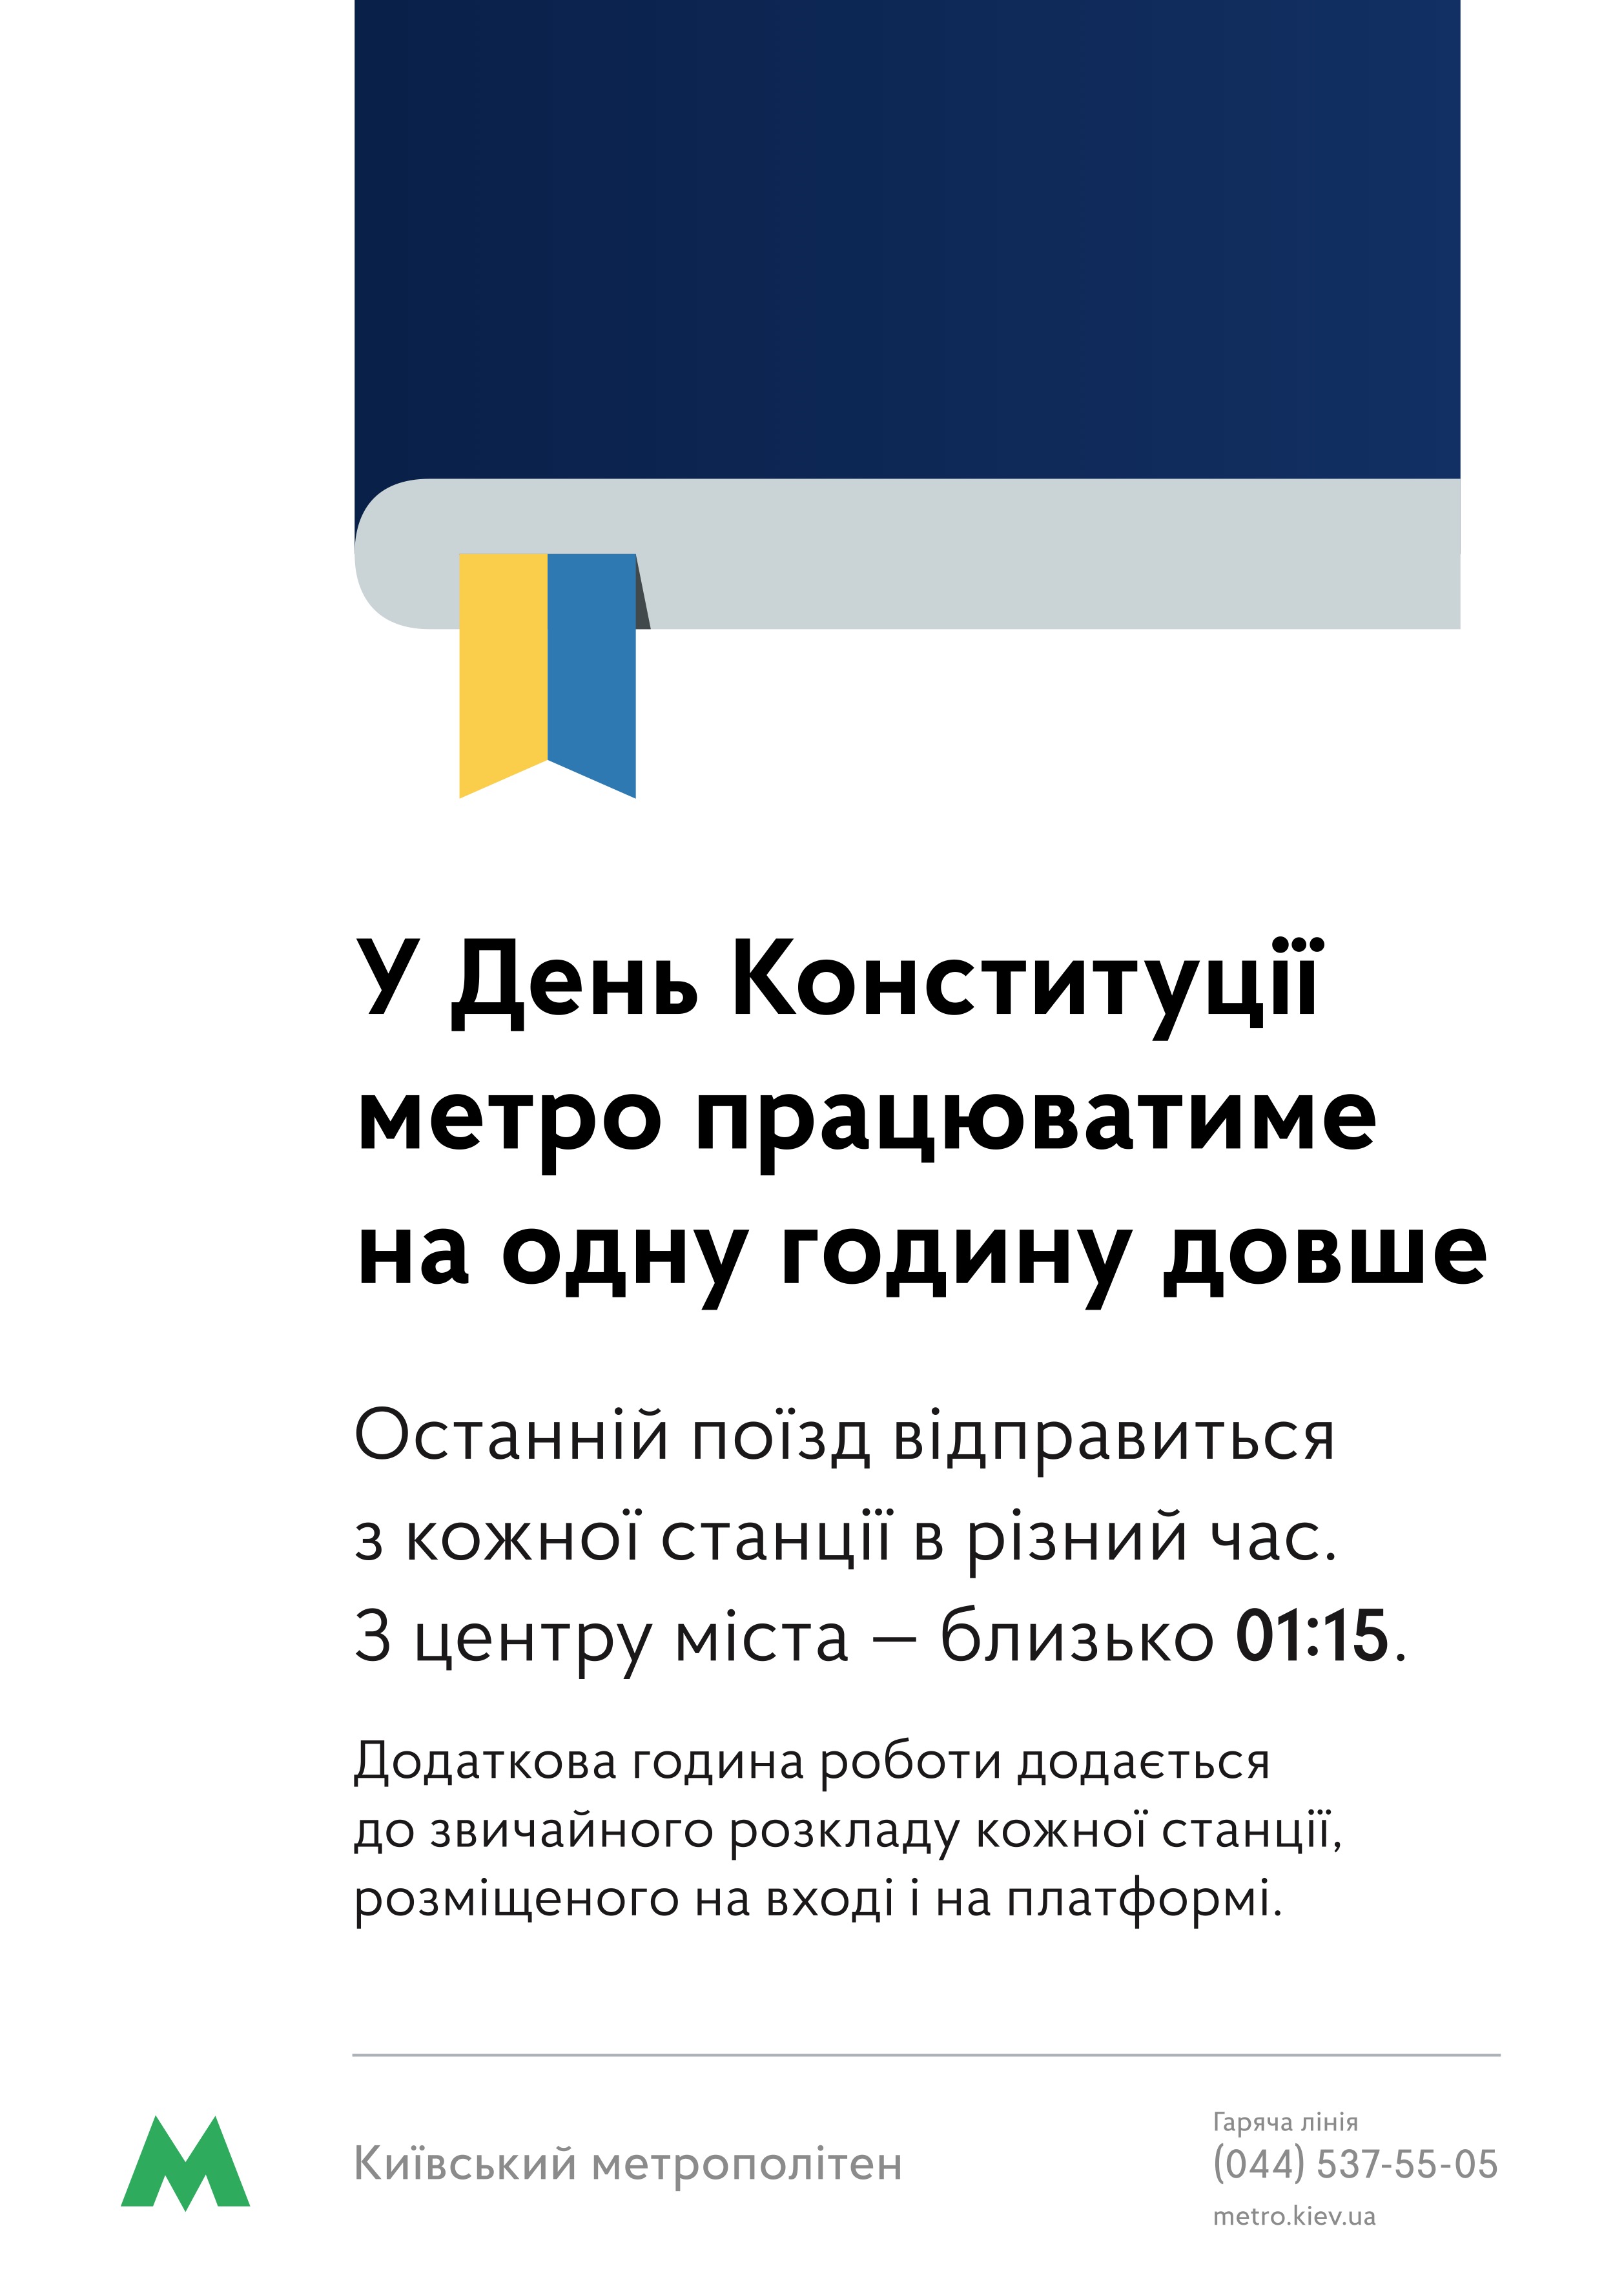 У День Конституції
метро працюватиме
на одну годину довше
Останній поїзд відправиться
з кожної станції в різний час.
З центру міста — близько 01:15.
Додаткова година роботи додається
до звичайного розкладу кожної станції,
розміщеного на вході і на платформі.
Київський метрополітен
Гаряча лінія
(044) 537-55-05
metro.kiev.ua